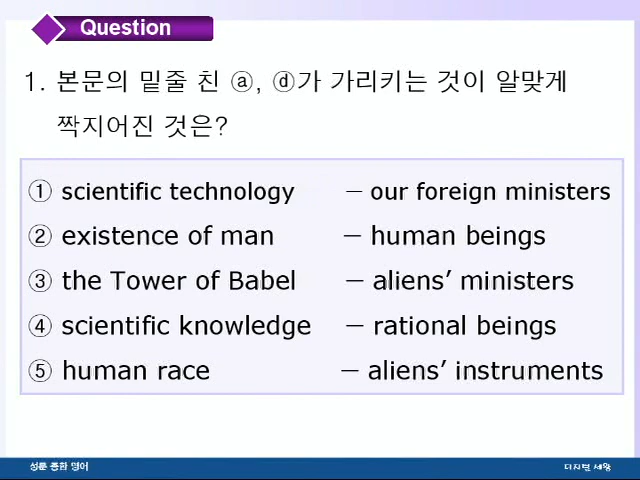 Question
1. 본문의 밑줄 친 ⓐ, ⓓ가 가리키는 것이 알맞게
짝지어진 것은?
① scientific technology – our foreign ministers
② existence of man – human beings
③ the Tower of Babel – aliens’ ministers
④ scientific knowledge – rational beings
⑤ human race – aliens’ instruments
성문 종합 영어
디지털 세광